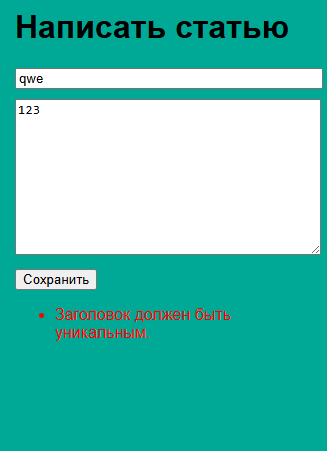 Написать статью
qwe
123
Сохранить
Заголовок должен быть
уникальным